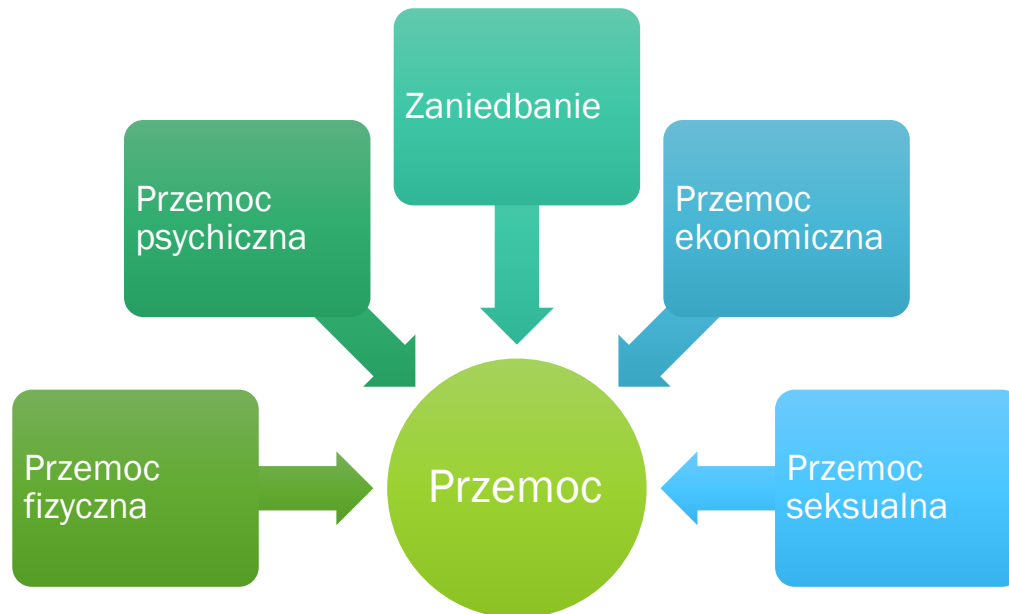 Zaniedbanie
Przemoc
psychiczna
Przemoc
ekonomiczna
Przemoc
fizyczna
Przemoc
Przemoc
seksualna